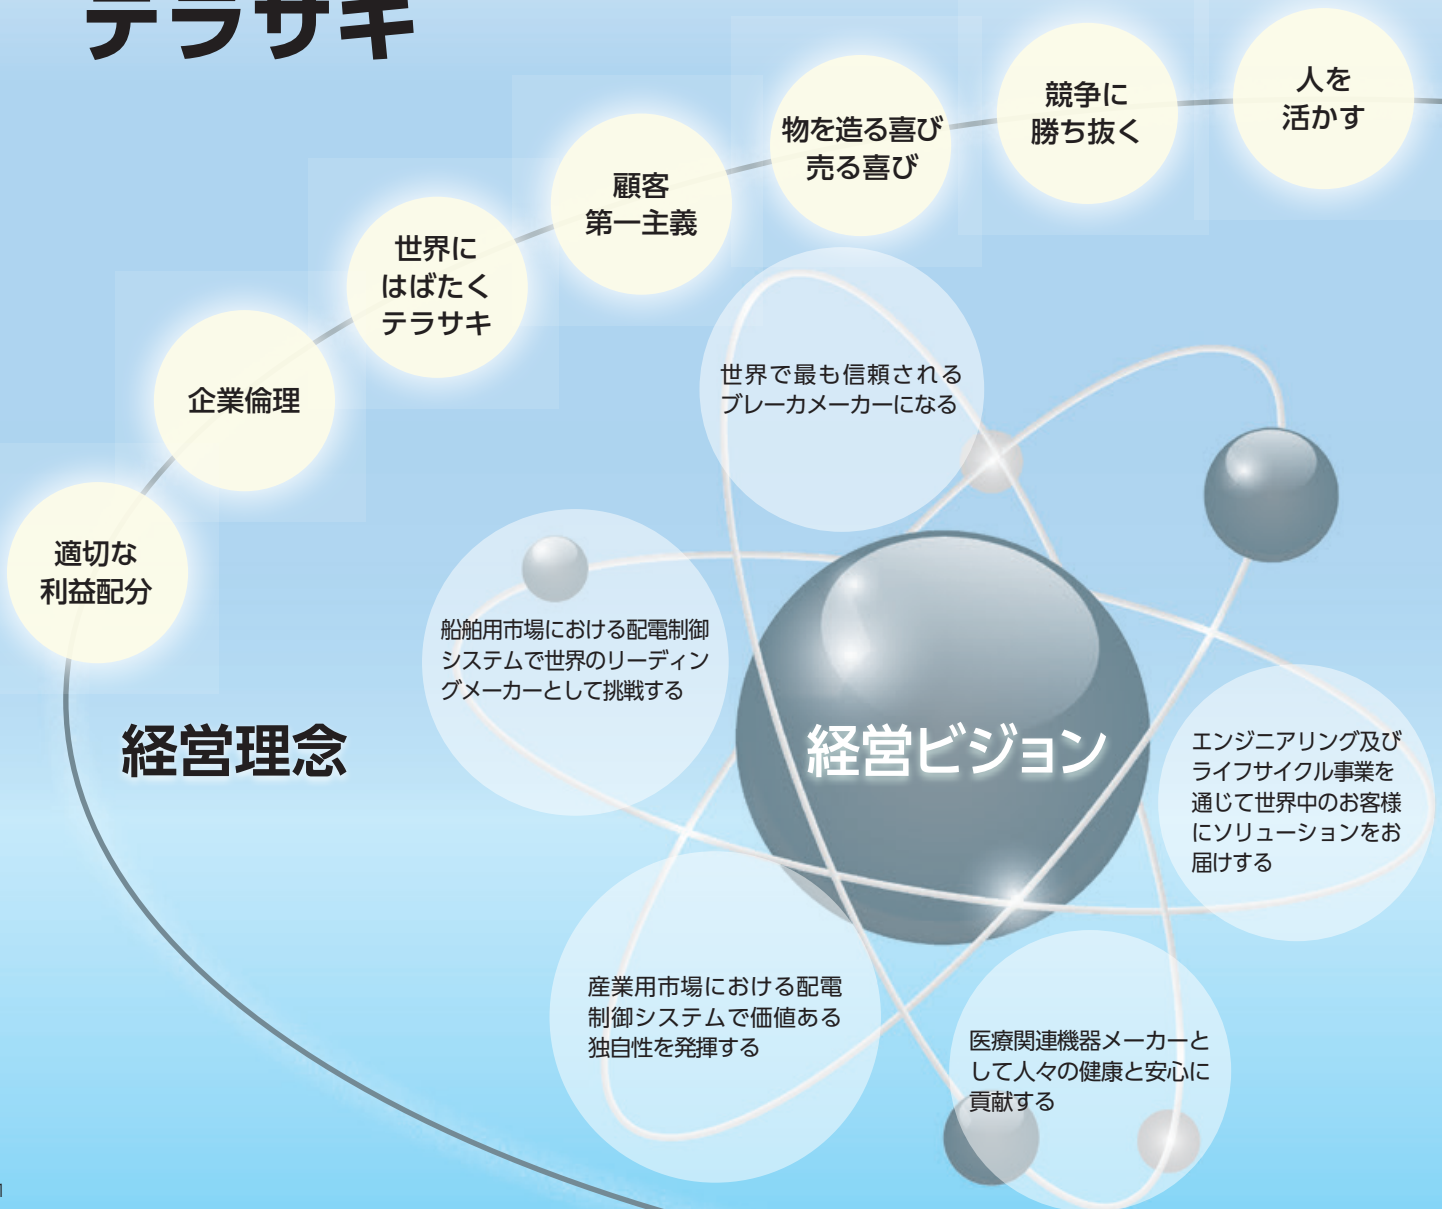 テラサキ
人を
活かす
競争に
勝ち抜く
物を造る喜び
売る喜び
顧客
第一主義
世界に
はばたく
テラサキ
企業倫理
適切な
利益配分
経営理念
経営ビジョン
世界で最も信頼される
ブレーカメーカーになる
船舶用市場における配電制御
システムで世界のリーディン
グメーカーとして挑戦する
エンジニアリング及び
ライフサイクル事業を
通じて世界中のお客様
にソリューションをお
届けする
産業用市場における配電
制御システムで価値ある
独自性を発揮する
医療関連機器メーカーと
して人々の健康と安心に
貢献する